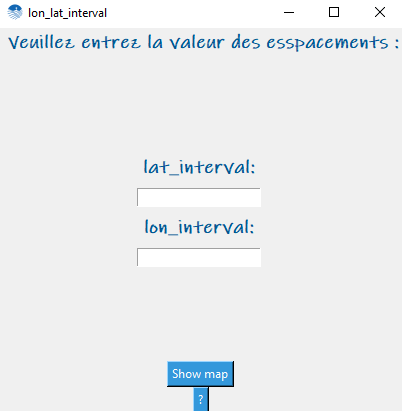 lon_lat_interval
Veuillez entrez la valeur des esspacements :
lat_interval:
lon_interval:
Show map
?